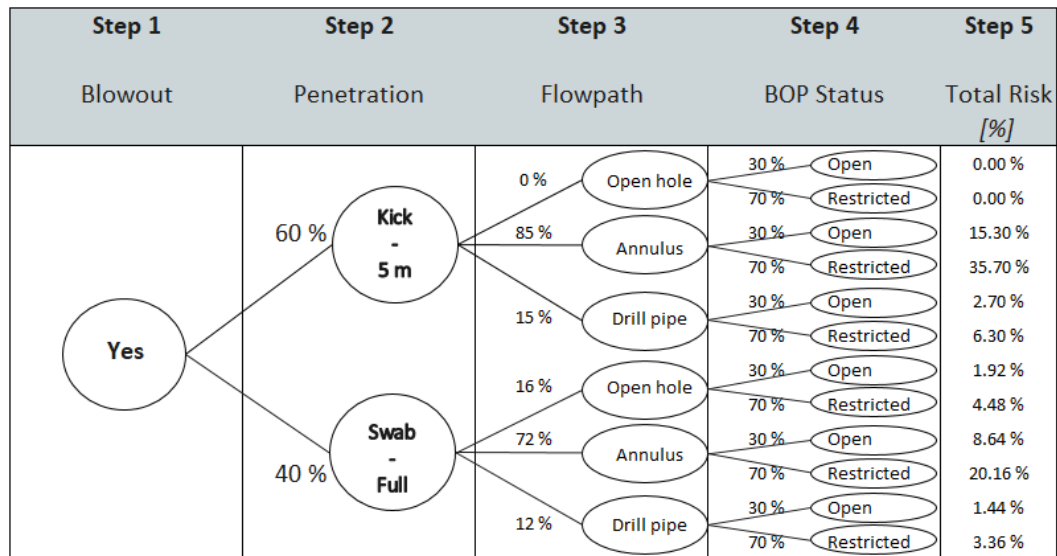 Step 1 Step 2 Step 3 Step 4 Step 5
Blowout Penetration Flowpath BOP Status Total Risk
[%]
30 % Open 0.00 %
0 % Open hole
70 % Restricted 0.00 %
Kick
-
5 m
60 %
30 % Open 15.30 %
85 % Annulus
70 % Restricted 35.70 %
30 % Open 2.70 %
15 % Drill pipe
70 % Restricted 6.30 %
Yes
30 % Open 1.92 %
16 % Open hole
70 % Restricted 4.48 %
Swab
-
Full
40 %
30 % Open 8.64 %
72 % Annulus
70 % Restricted 20.16 %
30 % Open 1.44 %
12 % Drill pipe
70 % Restricted 3.36 %